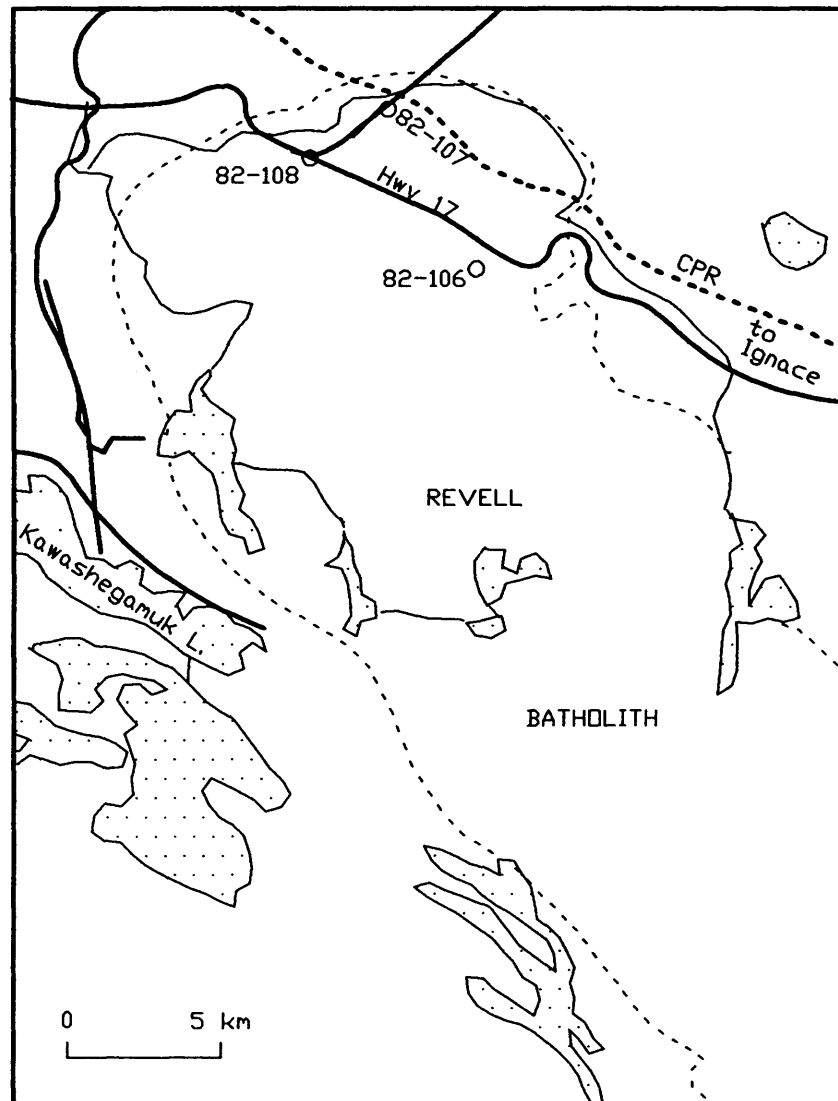 82-107
82-108
Hwy 17
82-106
CPR
to
Ignace
REVELL
Kawashegamuk L.
BATHOLITH
0 5 km